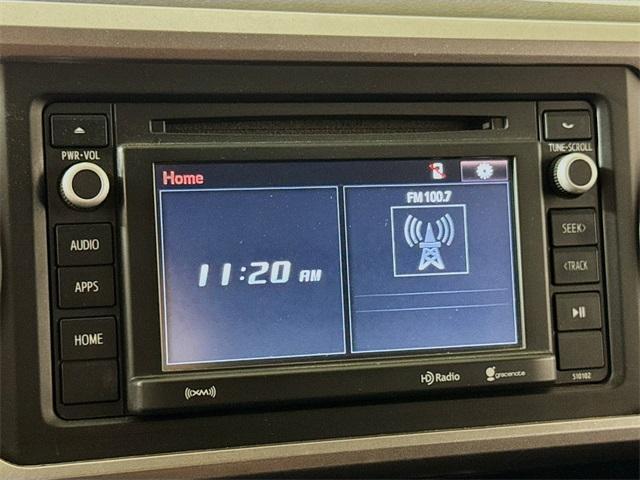 PWR•VOL
TUNE•SCROLL
Home
FM 100.7
AUDIO
SEEK>
11:20 AM
APPS
<TRACK
HOME
((XM))
HD Radio
gracenote
510102